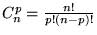 $C_n^p = \frac{n!}{p!(n-p)!}$